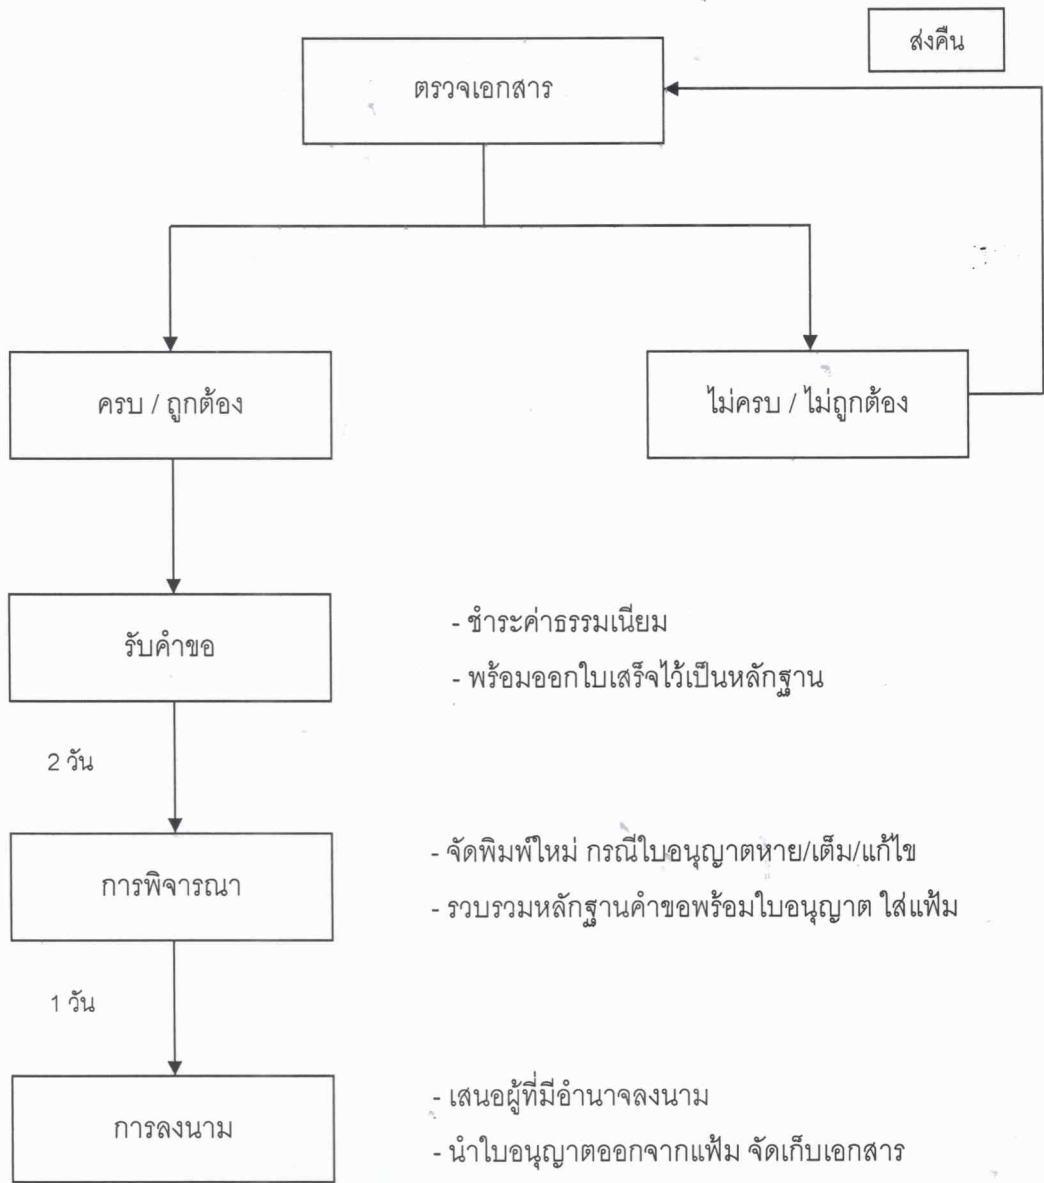 ส่งคืน
ตรวจเอกสาร
ครบ / ถูกต้อง
ไม่ครบ / ไม่ถูกต้อง
รับคำขอ
- ชำระค่าธรรมเนียม
- พร้อมออกใบเสร็จไว้เป็นหลักฐาน
2 วัน
การพิจารณา
- จัดพิมพ์ใหม่ กรณีใบอนุญาตหาย/เต็ม/แก้ไข
- รวบรวมหลักฐานคำขอพร้อมใบอนุญาต ใส่แฟ้ม
1 วัน
การลงนาม
- เสนอผู้ที่มีอำนาจลงนาม
- นำใบอนุญาตออกจากแฟ้ม จัดเก็บเอกสาร